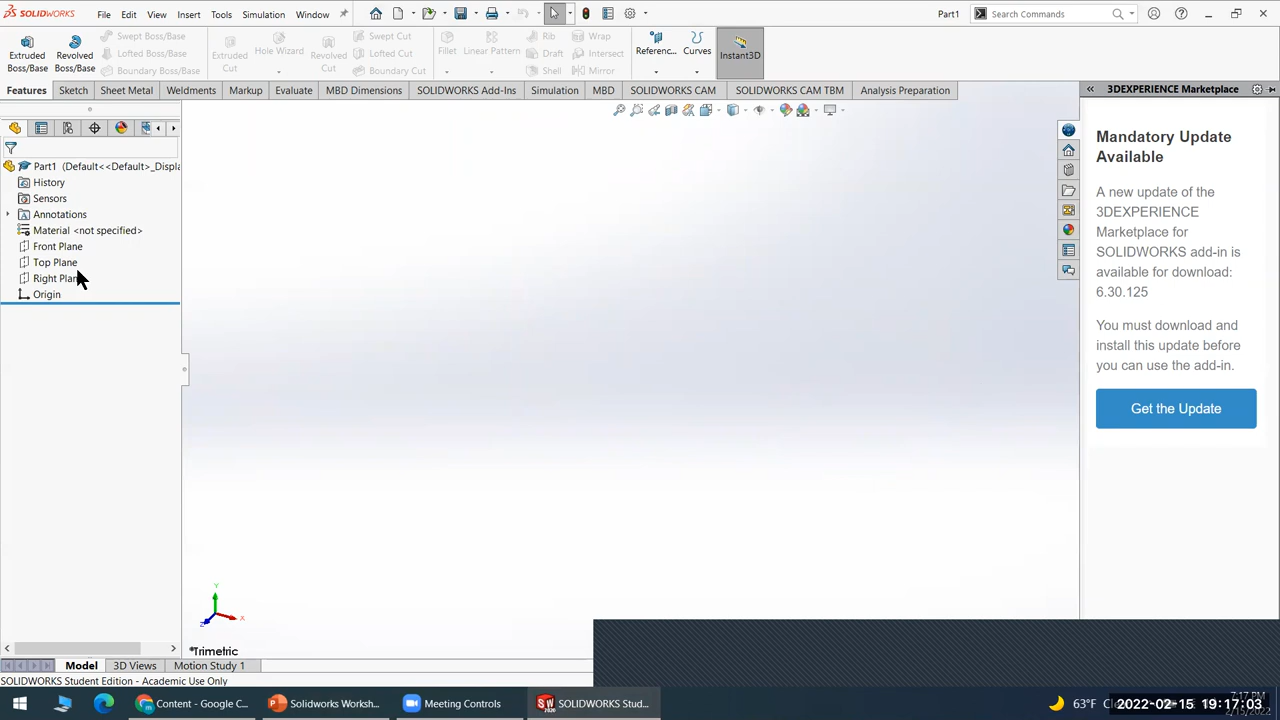 SOLIDWORKS File Edit View Insert Tools Simulation Window Part1 Search Commands
Extruded Boss/Base
Revolved Boss/Base
Swept Boss/Base
Lofted Boss/Base
Boundary Boss/Base
Extruded Cut
Hole Wizard
Revolved Cut
Swept Cut
Lofted Cut
Boundary Cut
Fillet
Linear Pattern
Rib
Draft
Shell
Wrap
Intersect
Mirror
Referenc...
Curves
Instant3D
Features Sketch Sheet Metal Weldments Markup Evaluate MBD Dimensions SOLIDWORKS Add-Ins Simulation MBD SOLIDWORKS CAM SOLIDWORKS CAM TBM Analysis Preparation
3DEXPERIENCE Marketplace
Part1 (Default<<Default>_Displa
History
Sensors
Annotations
Material <not specified>
Front Plane
Top Plane
Right Plan
Origin
Mandatory Update
Available
A new update of the
3DEXPERIENCE
Marketplace for
SOLIDWORKS add-in is
available for download:
6.30.125
You must download and
install this update before
you can use the add-in.
Get the Update
Y
X
Z
*Trimetric
Model 3D Views Motion Study 1
SOLIDWORKS Student Edition - Academic Use Only
Content - Google C...
Solidworks Worksh...
Meeting Controls
SOLIDWORKS Stud...
63°F
2022-02-15 19:17:03